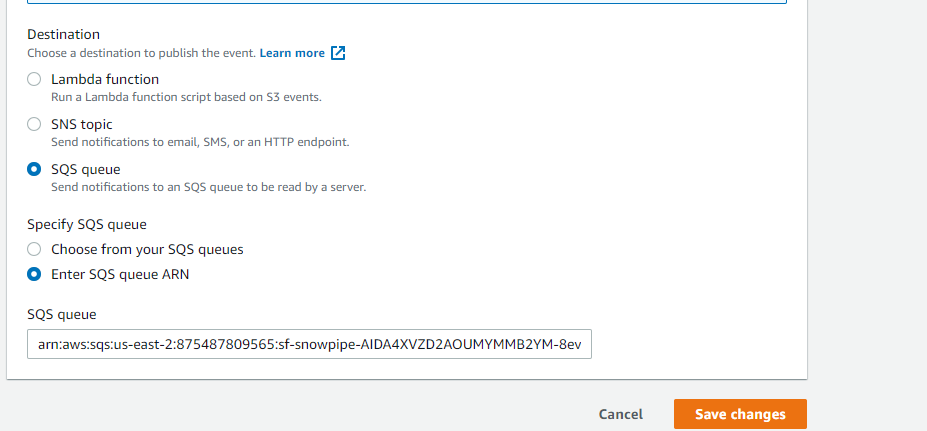 Destination
Choose a destination to publish the event. Learn more
Lambda function
Run a Lambda function script based on S3 events.
SNS topic
Send notifications to email, SMS, or an HTTP endpoint.
SQS queue
Send notifications to an SQS queue to be read by a server.
Specify SQS queue
Choose from your SQS queues
Enter SQS queue ARN
SQS queue
arn:aws:sqs:us-east-2:875487809565:sf-snowpipe-AIDA4XVZD2AOUMYMMB2YM-8ev
Cancel
Save changes